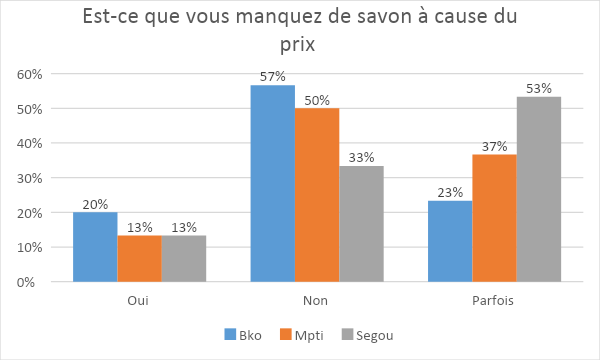 Est-ce que vous manquez de savon à cause du
prix
60%
50%
40%
30%
20%
10%
0%
20%
13%
13%
57%
50%
33%
23%
37%
53%
Oui
Non
Parfois
Bko
Mpti
Segou